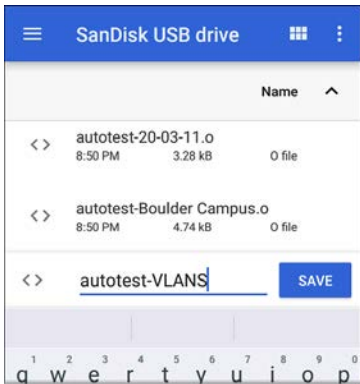 SanDisk USB drive
Name
autotest-20-03-11.o
8:50 PM 3.28 kB O file
autotest-Boulder Campus.o
8:50 PM 4.74 kB O file
autotest-VLANS SAVE
1 2 3 4 5 6 7 8 9 0
q w e r t y u i o p